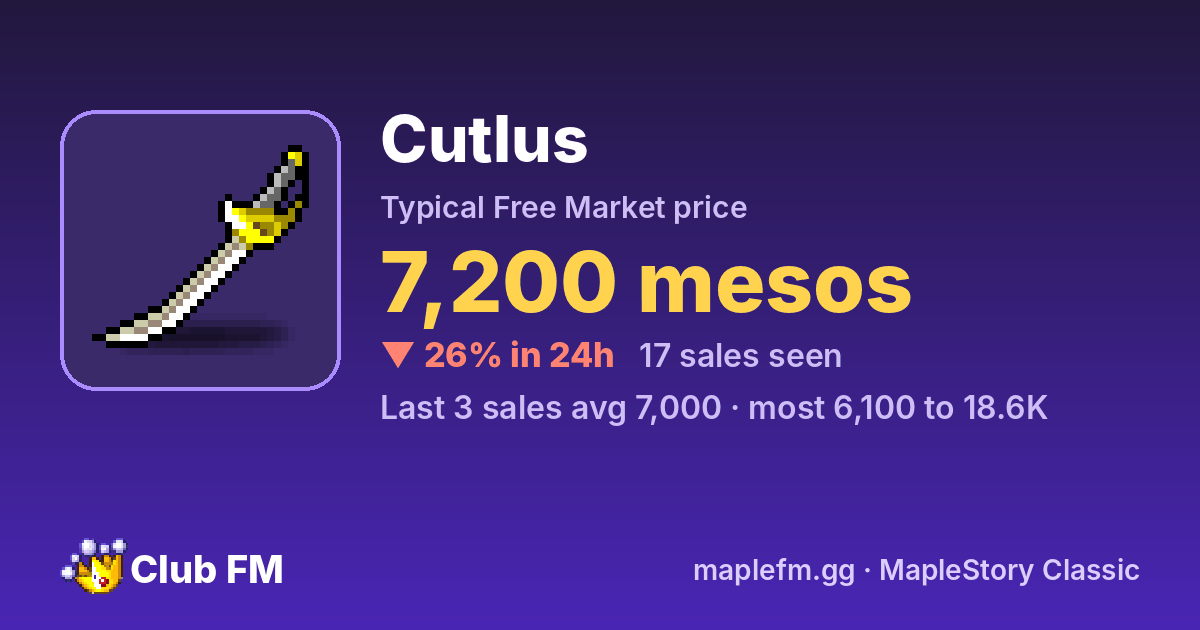 Cutlus
Typical Free Market price
7,200 mesos
▼ 26% in 24h 17 sales seen
Last 3 sales avg 7,000 · most 6,100 to 18.6K
Club FM
maplefm.gg · MapleStory Classic